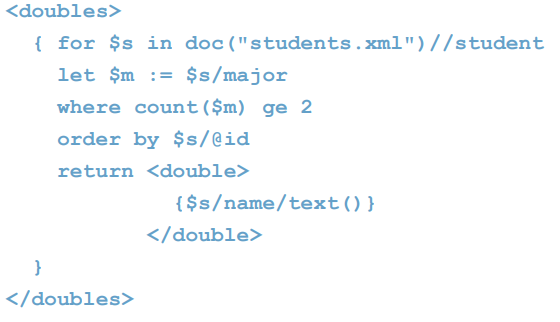 <doubles>
{ for $s in doc("students.xml")//student
let $m := $s/major
where count($m) ge 2
order by $s/@id
return <double>
{$s/name/text()}
</double>
}
</doubles>